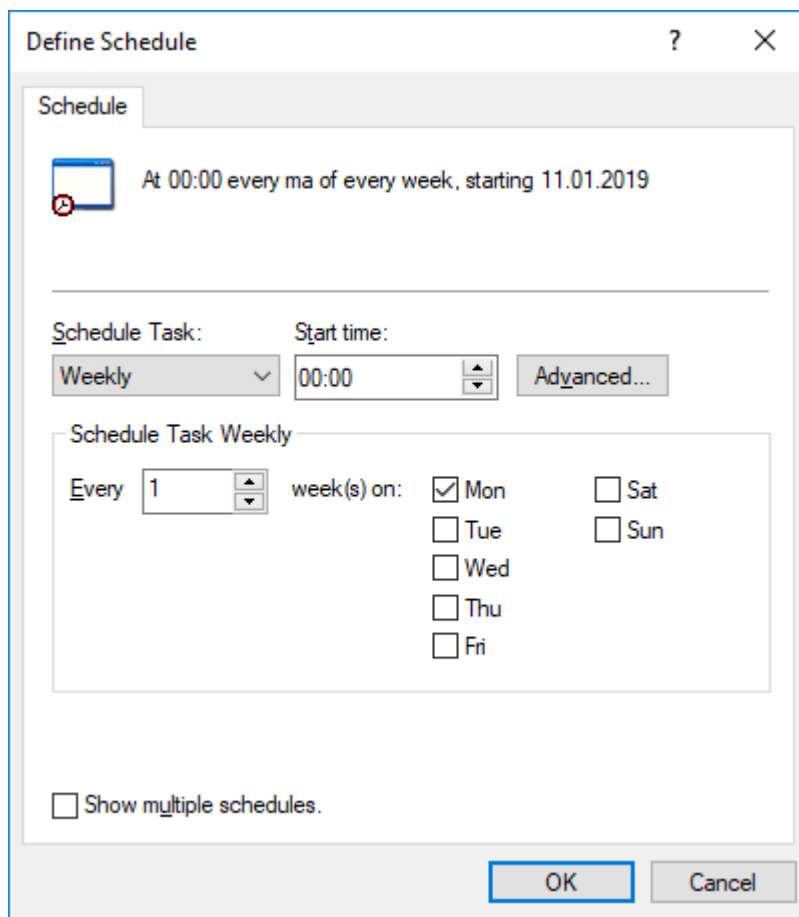 Define Schedule ?
Schedule
At 00:00 every ma of every week, starting 11.01.2019
Schedule Task: Start time:
Weekly 00:00 Advanced...
Schedule Task Weekly
Every 1 week(s) on: Mon Sat
Tue Sun
Wed
Thu
Fri
Show multiple schedules.
OK Cancel